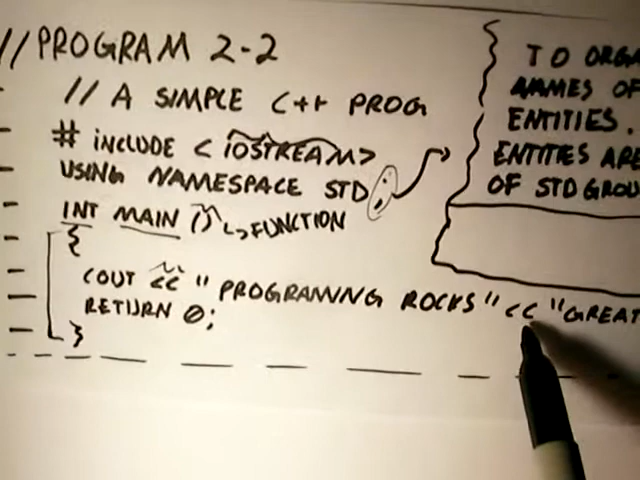 //PROGRAM 2-2
// A SIMPLE C++ PROG
# INCLUDE <IOSTREAM>
USING NAMESPACE STD;
INT MAIN () FUNCTION
{
COUT << "PROGRAMING ROCKS" << "GREAT
RETURN 0;
}
TO ORGA
NAMES OF
ENTITIES.
ENTITIES ARE
OF STD GROU